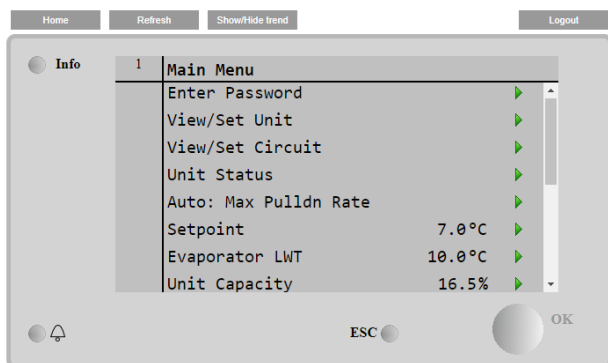 Home Refresh Show/Hide trend Logout
Info
1 Main Menu
Enter Password
View/Set Unit
View/Set Circuit
Unit Status
Auto: Max Pulldn Rate
Setpoint 7.0°C
Evaporator LWT 10.0°C
Unit Capacity 16.5%
OK
ESC